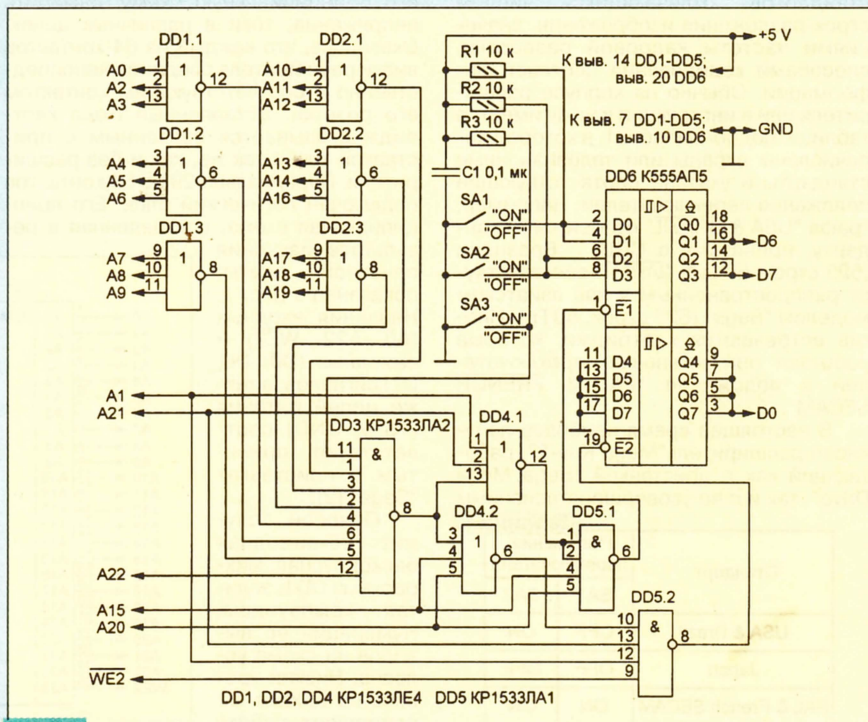 DD1.1
A0 1
A2 2
A3 13
12
DD2.1
A10 1
A11 2
A12 13
1
12
R1 10 к
R2 10 к
R3 10 к
+5 V
К выв. 14 DD1-DD5;
выв. 20 DD6
К выв. 7 DD1-DD5;
выв. 10 DD6
GND
DD1.2
A4 3
A5 4
A6 5
6
DD2.2
A13 3
A14 4
A16 5
1
6
C1 0,1 мк
DD6 К555АП5
SA1 "ON"
"OFF"
SA2 "ON"
"OFF"
SA3 "ON"
"OFF"
2 D0
4 D1
6 D2
8 D3
1 E1
Q0 18
Q1 16
Q2 14
Q3 12
D6
D7
DD1.3
A7 9
A8 10
A9 11
1
8
DD2.3
A17 9
A18 10
A19 11
1
8
11 D4
13 D5
15 D6
17 D7
19 E2
Q4 9
Q5 7
Q6 5
Q7 3
D0
A1
A21
DD3 КР1533ЛА2
11
1
3
2
4
6
5
12
&
8
DD4.1
1
2
13
1
12
DD4.2
3
4
5
1
6
DD5.1
1
2
4
5
&
6
A22
A15
A20
DD5.2
10
13
12
9
&
8
WE2
DD1, DD2, DD4 КР1533ЛЕ4 DD5 КР1533ЛА1